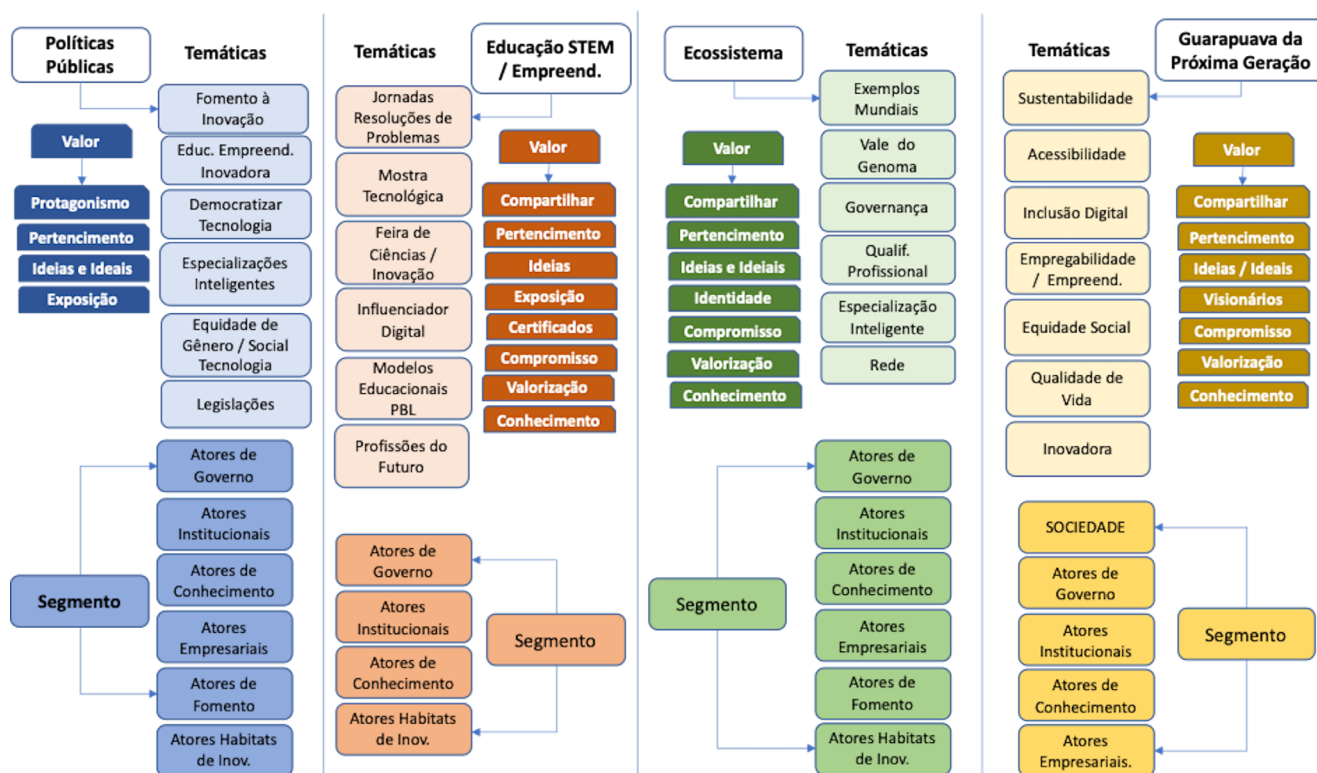 Políticas
Públicas
Temáticas
Fomento à
Inovação
Educ. Empreend.
Inovadora
Democratizar
Tecnologia
Especializações
Inteligentes
Equidade de
Gênero / Social
Tecnologia
Legislações
Valor
Protagonismo
Pertencimento
Ideias e Ideais
Exposição
Segmento
Atores de
Governo
Atores
Institucionais
Atores de
Conhecimento
Atores
Empresariais
Atores de
Fomento
Atores Habitats
de Inov.
Temáticas
Educação STEM
/ Empreend.
Jornadas
Resoluções de
Problemas
Mostra
Tecnológica
Feira de
Ciências /
Inovação
Influenciador
Digital
Modelos
Educacionais
PBL
Profissões do
Futuro
Valor
Compartilhar
Pertencimento
Ideias
Exposição
Certificados
Compromisso
Valorização
Conhecimento
Atores de
Governo
Atores
Institucionais
Atores de
Conhecimento
Atores Habitats
de Inov.
Segmento
Ecossistema
Temáticas
Exemplos
Mundiais
Vale do
Genoma
Governança
Qualif.
Profissional
Especialização
Inteligente
Rede
Valor
Compartilhar
Pertencimento
Ideias e Ideiais
Identidade
Compromisso
Valorização
Conhecimento
Segmento
Atores de
Governo
Atores
Institucionais
Atores de
Conhecimento
Atores
Empresariais
Atores de
Fomento
Atores Habitats
de Inov.
Temáticas
Guarapuava da
Próxima Geração
Sustentabilidade
Acessibilidade
Inclusão Digital
Empregabilidade
/ Empreend.
Equidade Social
Qualidade de
Vida
Inovadora
Valor
Compartilhar
Pertencimento
Ideias / Ideais
Visionários
Compromisso
Valorização
Conhecimento
SOCIEDADE
Atores de
Governo
Atores
Institucionais
Atores de
Conhecimento
Atores
Empresariais.
Segmento